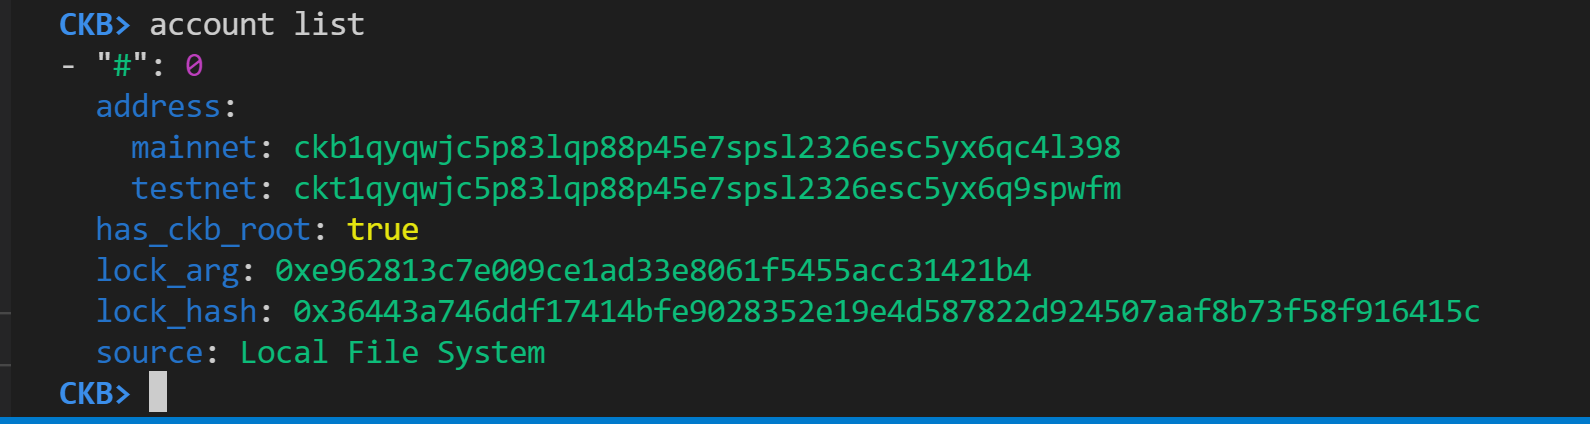 CKB> account list
- "#": 0
address:
mainnet: ckb1qyqwjc5p83lqp88p45e7spsl2326esc5yx6qc4l398
testnet: ckt1qyqwjc5p83lqp88p45e7spsl2326esc5yx6q9spwfm
has_ckb_root: true
lock_arg: 0xe962813c7e009ce1ad33e8061f5455acc31421b4
lock_hash: 0x36443a746ddf17414bfe9028352e19e4d587822d924507aaf8b73f58f916415c
source: Local File System
CKB>